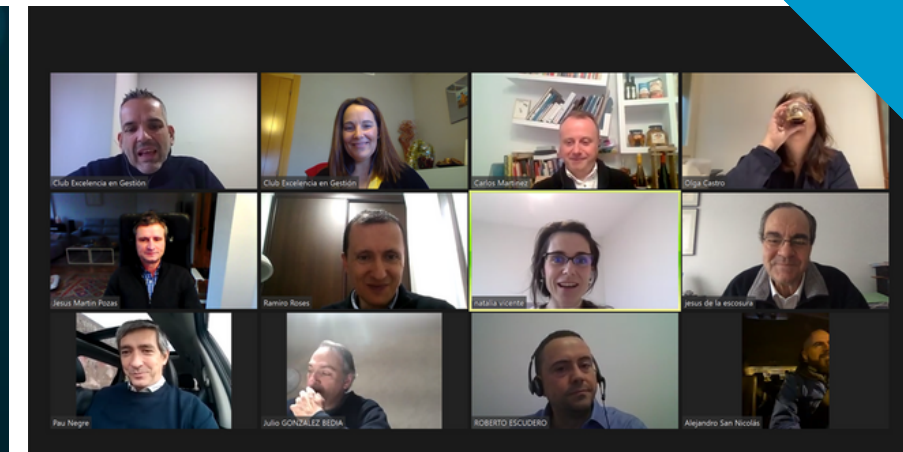 Club Excelencia en Gestión
Club Excelencia en Gestión
Carlos Martinez
Olga Castro
Jesus Martin Pozas
Ramiro Roses
natalia vicente
jesus de la escosura
Pau Negre
Julio GONZALEZ BEDIA
ROBERTO ESCUDERO
Alejandro San Nicolás